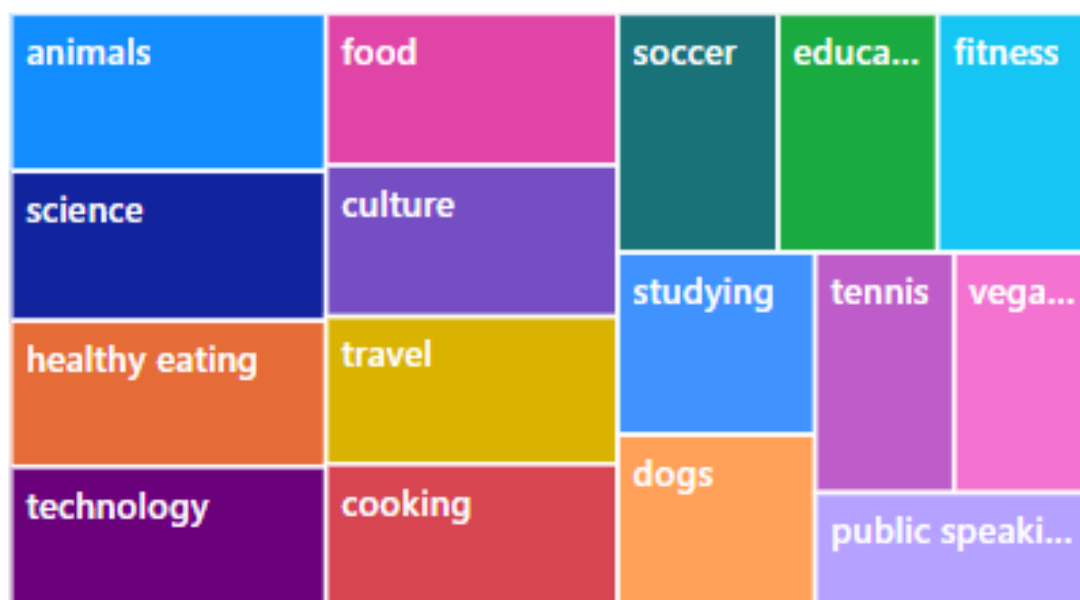 animals
science
healthy eating
technology
food
culture
travel
cooking
soccer
educa...
fitness
studying
dogs
tennis
vega...
public speaki...